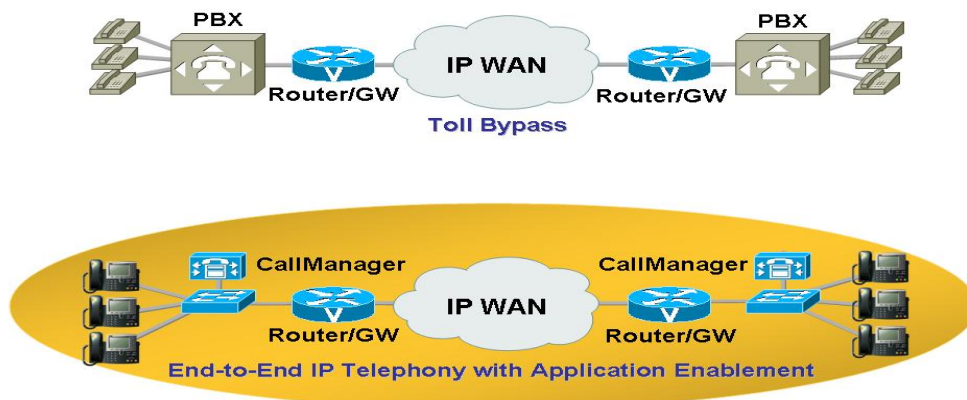 PBX
PBX
IP WAN
Router/GW
Router/GW
Toll Bypass
CallManager
CallManager
IP WAN
Router/GW
Router/GW
End-to-End IP Telephony with Application Enablement